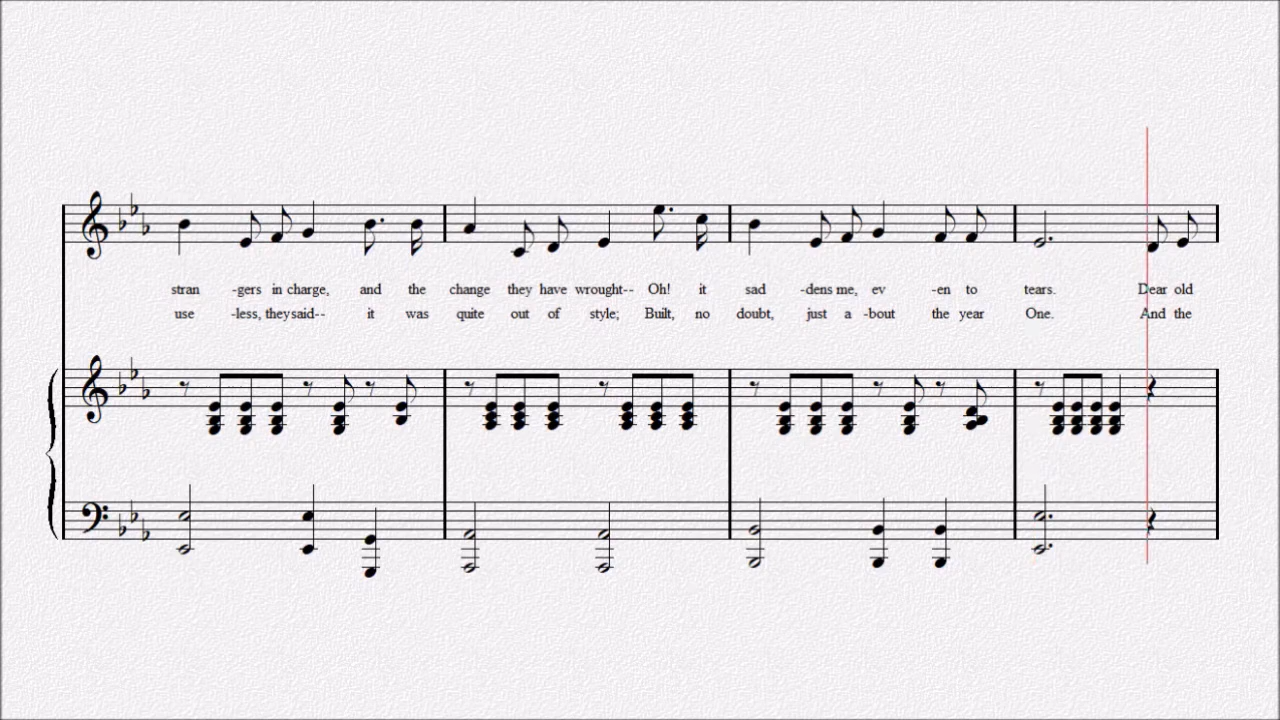 stran -gers in charge, and the change they have wrought-- Oh! it sad -dens me, ev -en to tears. Dear old
use -less, they said-- it was quite out of style; Built, no doubt, just a -bout the year One. And the